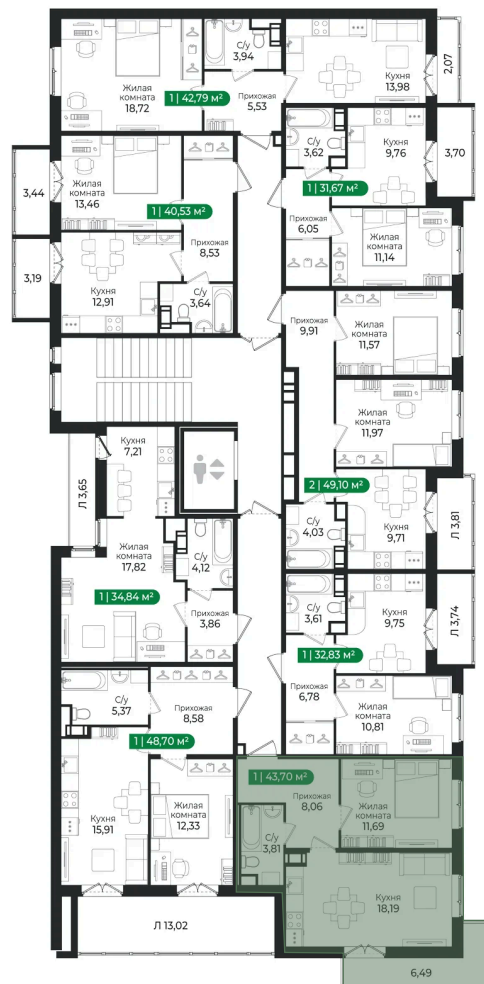 С/у
3,94
Жилая
комната
18,72
1 | 42,79 м²
Прихожая
5,53
Кухня
13,98
2,07
С/у
3,62
Кухня
9,76
3,70
3,44
Жилая
комната
13,46
1 | 40,53 м²
1 | 31,67 м²
Прихожая
6,05
Жилая
комната
11,14
Прихожая
8,53
3,19
Кухня
12,91
С/у
3,64
Прихожая
9,91
Жилая
комната
11,57
Жилая
комната
11,97
Кухня
7,21
Л 3,65
2 | 49,10 м²
С/у
4,03
Кухня
9,71
Л 3,81
Жилая
комната
17,82
С/у
4,12
1 | 34,84 м²
Прихожая
3,86
С/у
3,61
Кухня
9,75
Л 3,74
1 | 32,83 м²
Прихожая
6,78
Жилая
комната
10,81
С/у
5,37
Прихожая
8,58
1 | 48,70 м²
Кухня
15,91
Жилая
комната
12,33
1 | 43,70 м²
Прихожая
8,06
Жилая
комната
11,69
С/у
3,81
Кухня
18,19
Л 13,02
6,49